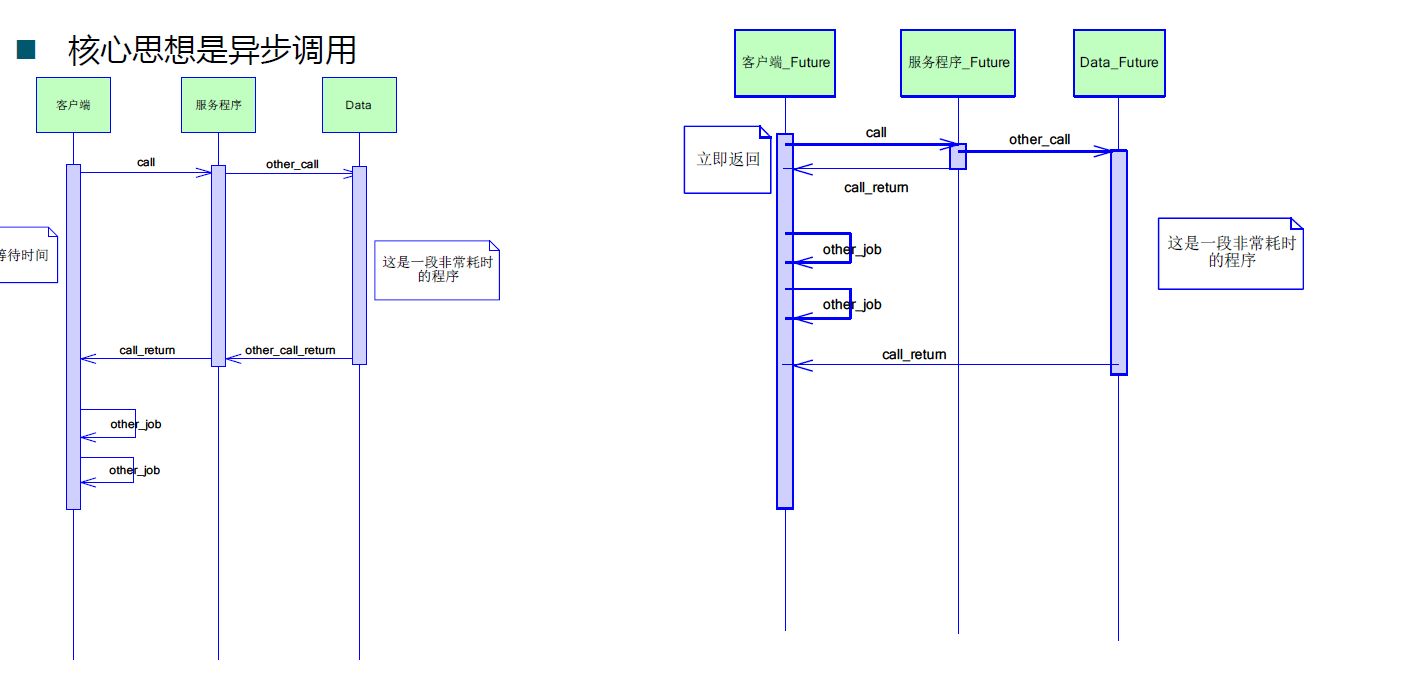 核心思想是异步调用
客户端
服务程序
Data
call
other_call
等待时间
这是一段非常耗时
的程序
call_return
other_call_return
other_job
other_job
客户端_Future
服务程序_Future
Data_Future
立即返回
call
other_call
call_return
这是一段非常耗时
的程序
other_job
other_job
call_return